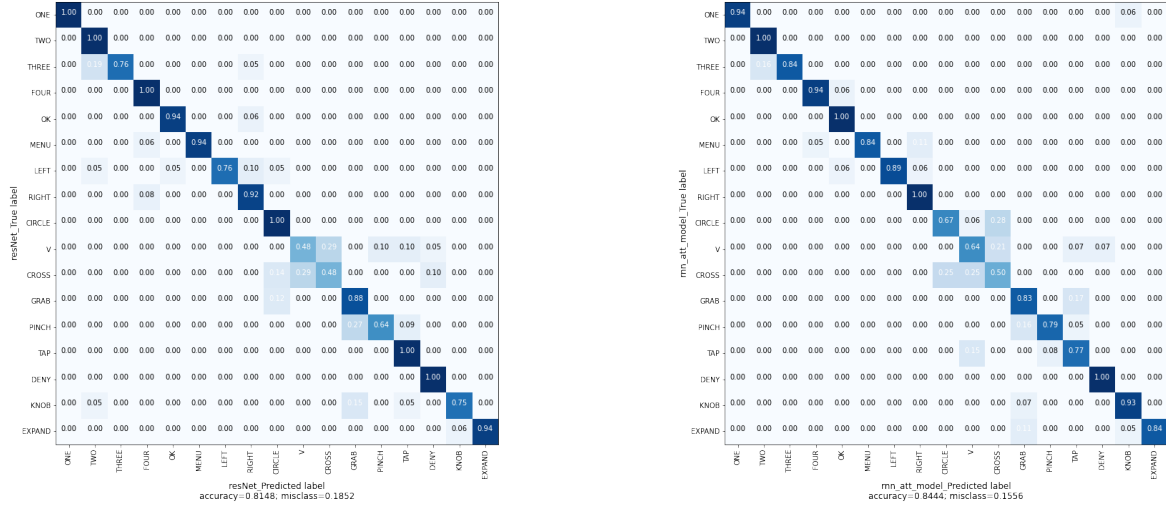 resNet_True label
ONE 1.00 0.00 0.00 0.00 0.00 0.00 0.00 0.00 0.00 0.00 0.00 0.00 0.00 0.00 0.00 0.00 0.00
TWO 0.00 1.00 0.00 0.00 0.00 0.00 0.00 0.00 0.00 0.00 0.00 0.00 0.00 0.00 0.00 0.00 0.00
THREE 0.00 0.19 0.76 0.00 0.00 0.00 0.00 0.05 0.00 0.00 0.00 0.00 0.00 0.00 0.00 0.00 0.00
FOUR 0.00 0.00 0.00 1.00 0.00 0.00 0.00 0.00 0.00 0.00 0.00 0.00 0.00 0.00 0.00 0.00 0.00
OK 0.00 0.00 0.00 0.00 0.94 0.00 0.00 0.06 0.00 0.00 0.00 0.00 0.00 0.00 0.00 0.00 0.00
MENU 0.00 0.00 0.00 0.06 0.00 0.94 0.00 0.00 0.00 0.00 0.00 0.00 0.00 0.00 0.00 0.00 0.00
LEFT 0.00 0.05 0.00 0.00 0.05 0.00 0.76 0.10 0.05 0.00 0.00 0.00 0.00 0.00 0.00 0.00 0.00
RIGHT 0.00 0.00 0.00 0.08 0.00 0.00 0.00 0.92 0.00 0.00 0.00 0.00 0.00 0.00 0.00 0.00 0.00
CIRCLE 0.00 0.00 0.00 0.00 0.00 0.00 0.00 0.00 1.00 0.00 0.00 0.00 0.00 0.00 0.00 0.00 0.00
V 0.00 0.00 0.00 0.00 0.00 0.00 0.00 0.00 0.00 0.48 0.29 0.00 0.10 0.10 0.05 0.00 0.00
CROSS 0.00 0.00 0.00 0.00 0.00 0.00 0.00 0.00 0.14 0.29 0.48 0.00 0.00 0.00 0.10 0.00 0.00
GRAB 0.00 0.00 0.00 0.00 0.00 0.00 0.00 0.00 0.12 0.00 0.00 0.88 0.00 0.00 0.00 0.00 0.00
PINCH 0.00 0.00 0.00 0.00 0.00 0.00 0.00 0.00 0.00 0.00 0.00 0.27 0.64 0.09 0.00 0.00 0.00
TAP 0.00 0.00 0.00 0.00 0.00 0.00 0.00 0.00 0.00 0.00 0.00 0.00 0.00 1.00 0.00 0.00 0.00
DENY 0.00 0.00 0.00 0.00 0.00 0.00 0.00 0.00 0.00 0.00 0.00 0.00 0.00 0.00 1.00 0.00 0.00
KNOB 0.00 0.05 0.00 0.00 0.00 0.00 0.00 0.00 0.00 0.00 0.00 0.15 0.00 0.05 0.00 0.75 0.00
EXPAND 0.00 0.00 0.00 0.00 0.00 0.00 0.00 0.00 0.00 0.00 0.00 0.00 0.00 0.00 0.00 0.06 0.94
ONE TWO THREE FOUR OK MENU LEFT RIGHT CIRCLE V CROSS GRAB PINCH TAP DENY KNOB EXPAND
resNet_Predicted label
accuracy=0.8148; misclass=0.1852
rnn_att_model_True label
ONE 0.94 0.00 0.00 0.00 0.00 0.00 0.00 0.00 0.00 0.00 0.00 0.00 0.00 0.00 0.00 0.06 0.00
TWO 0.00 1.00 0.00 0.00 0.00 0.00 0.00 0.00 0.00 0.00 0.00 0.00 0.00 0.00 0.00 0.00 0.00
THREE 0.00 0.16 0.84 0.00 0.00 0.00 0.00 0.00 0.00 0.00 0.00 0.00 0.00 0.00 0.00 0.00 0.00
FOUR 0.00 0.00 0.00 0.94 0.06 0.00 0.00 0.00 0.00 0.00 0.00 0.00 0.00 0.00 0.00 0.00 0.00
OK 0.00 0.00 0.00 0.00 1.00 0.00 0.00 0.00 0.00 0.00 0.00 0.00 0.00 0.00 0.00 0.00 0.00
MENU 0.00 0.00 0.00 0.05 0.00 0.84 0.00 0.11 0.00 0.00 0.00 0.00 0.00 0.00 0.00 0.00 0.00
LEFT 0.00 0.00 0.00 0.00 0.06 0.00 0.89 0.06 0.00 0.00 0.00 0.00 0.00 0.00 0.00 0.00 0.00
RIGHT 0.00 0.00 0.00 0.00 0.00 0.00 0.00 1.00 0.00 0.00 0.00 0.00 0.00 0.00 0.00 0.00 0.00
CIRCLE 0.00 0.00 0.00 0.00 0.00 0.00 0.00 0.00 0.67 0.06 0.28 0.00 0.00 0.00 0.00 0.00 0.00
V 0.00 0.00 0.00 0.00 0.00 0.00 0.00 0.00 0.00 0.64 0.21 0.00 0.00 0.07 0.07 0.00 0.00
CROSS 0.00 0.00 0.00 0.00 0.00 0.00 0.00 0.00 0.25 0.25 0.50 0.00 0.00 0.00 0.00 0.00 0.00
GRAB 0.00 0.00 0.00 0.00 0.00 0.00 0.00 0.00 0.00 0.00 0.00 0.83 0.00 0.17 0.00 0.00 0.00
PINCH 0.00 0.00 0.00 0.00 0.00 0.00 0.00 0.00 0.00 0.00 0.00 0.16 0.79 0.05 0.00 0.00 0.00
TAP 0.00 0.00 0.00 0.00 0.00 0.00 0.00 0.00 0.00 0.15 0.00 0.00 0.08 0.77 0.00 0.00 0.00
DENY 0.00 0.00 0.00 0.00 0.00 0.00 0.00 0.00 0.00 0.00 0.00 0.00 0.00 0.00 1.00 0.00 0.00
KNOB 0.00 0.00 0.00 0.00 0.00 0.00 0.00 0.00 0.00 0.00 0.00 0.07 0.00 0.00 0.00 0.93 0.00
EXPAND 0.00 0.00 0.00 0.00 0.00 0.00 0.00 0.00 0.00 0.00 0.00 0.11 0.00 0.00 0.00 0.05 0.84
ONE TWO THREE FOUR OK MENU LEFT RIGHT CIRCLE V CROSS GRAB PINCH TAP DENY KNOB EXPAND
rnn_att_model_Predicted label
accuracy=0.8444; misclass=0.1556